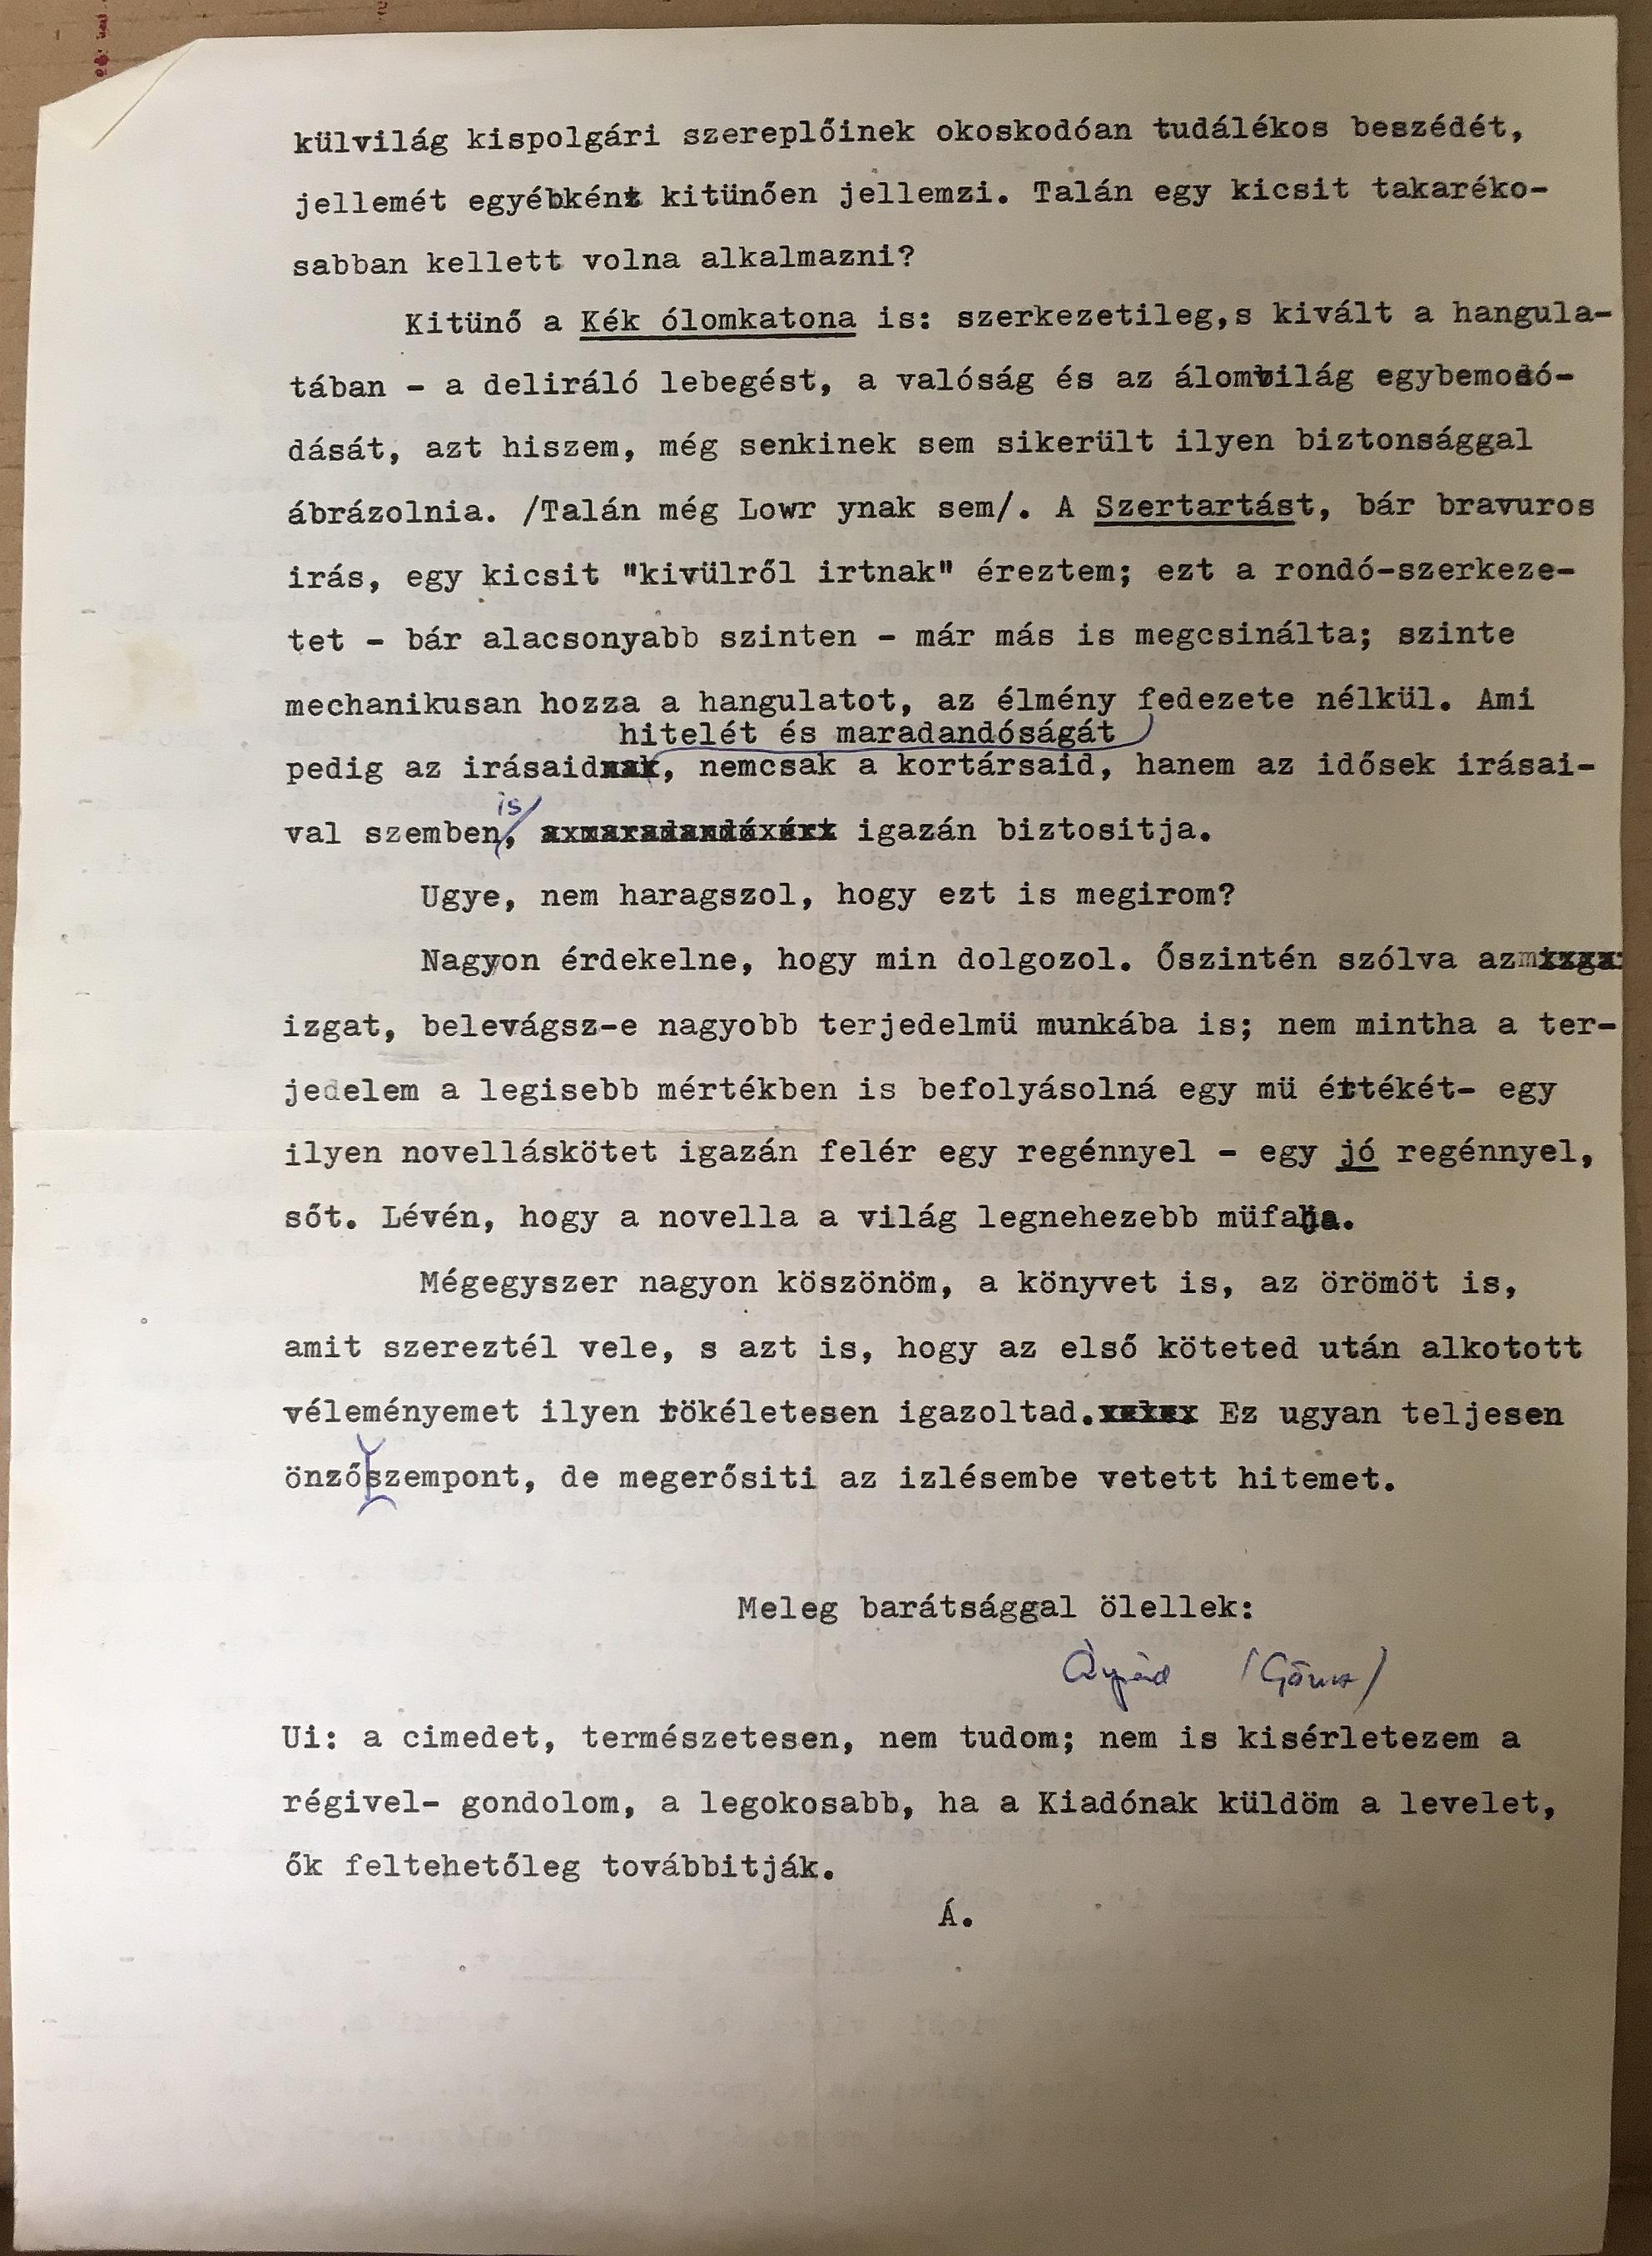 külvilág kispolgári szereplőinek okoskodóan tudálékos beszédét,
jellemét egyébként kitünően jellemzi. Talán egy kicsit takaréko-
sabban kellett volna alkalmazni?
Kitünő a Kék ólomkatona is: szerkezetileg,s kivált a hangula-
tában - a deliráló lebegést, a valóság és az álomvilág egybemosó-
dását, azt hiszem, még senkinek sem sikerült ilyen biztonsággal
ábrázolnia. /Talán még Lowr ynak sem/. A Szertartást, bár bravuros
irás, egy kicsit "kivülről irtnak" éreztem; ezt a rondó-szerkeze-
tet - bár alacsonyabb szinten - már más is megcsinálta; szinte
mechanikusan hozza a hangulatot, az élmény fedezete nélkül. Ami
hitelét és maradandóságát
pedig az irásaid, nemcsak a kortársaid, hanem az idősek irásai-
is
val szemben, igazán biztositja.
Ugye, nem haragszol, hogy ezt is megirom?
Nagyon érdekelne, hogy min dolgozol. Őszintén szólva az
izgat, belevágsz-e nagyobb terjedelmü munkába is; nem mintha a ter-
jedelem a legisebb mértékben is befolyásolná egy mü értékét- egy
ilyen novelláskötet igazán felér egy regénnyel - egy jó regénnyel,
sőt. Lévén, hogy a novella a világ legnehezebb müfaja.
Mégegyszer nagyon köszönöm, a könyvet is, az örömöt is,
amit szereztél vele, s azt is, hogy az első köteted után alkotott
véleményemet ilyen tökéletesen igazoltad. Ez ugyan teljesen
önzőszempont, de megerősiti az izlésembe vetett hitemet.
Meleg barátsággal ölellek:
Árpád (Göncz)
Ui: a cimedet, természetesen, nem tudom; nem is kisérletezem a
régivel- gondolom, a legokosabb, ha a Kiadónak küldöm a levelet,
ők feltehetőleg továbbitják.
Á.